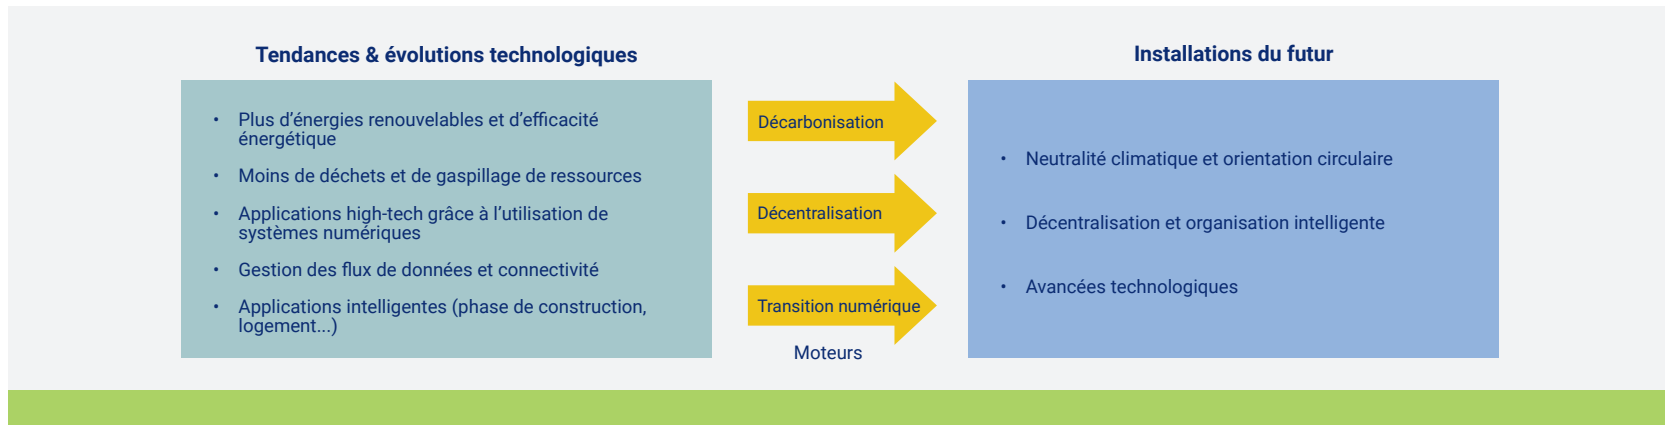 Tendances & évolutions technologiques
• Plus d’énergies renouvelables et d’efficacité
énergétique
• Moins de déchets et de gaspillage de ressources
• Applications high-tech grâce à l’utilisation de
systèmes numériques
• Gestion des flux de données et connectivité
• Applications intelligentes (phase de construction,
logement...)
Décarbonisation
Décentralisation
Transition numérique
Moteurs
Installations du futur
• Neutralité climatique et orientation circulaire
• Décentralisation et organisation intelligente
• Avancées technologiques